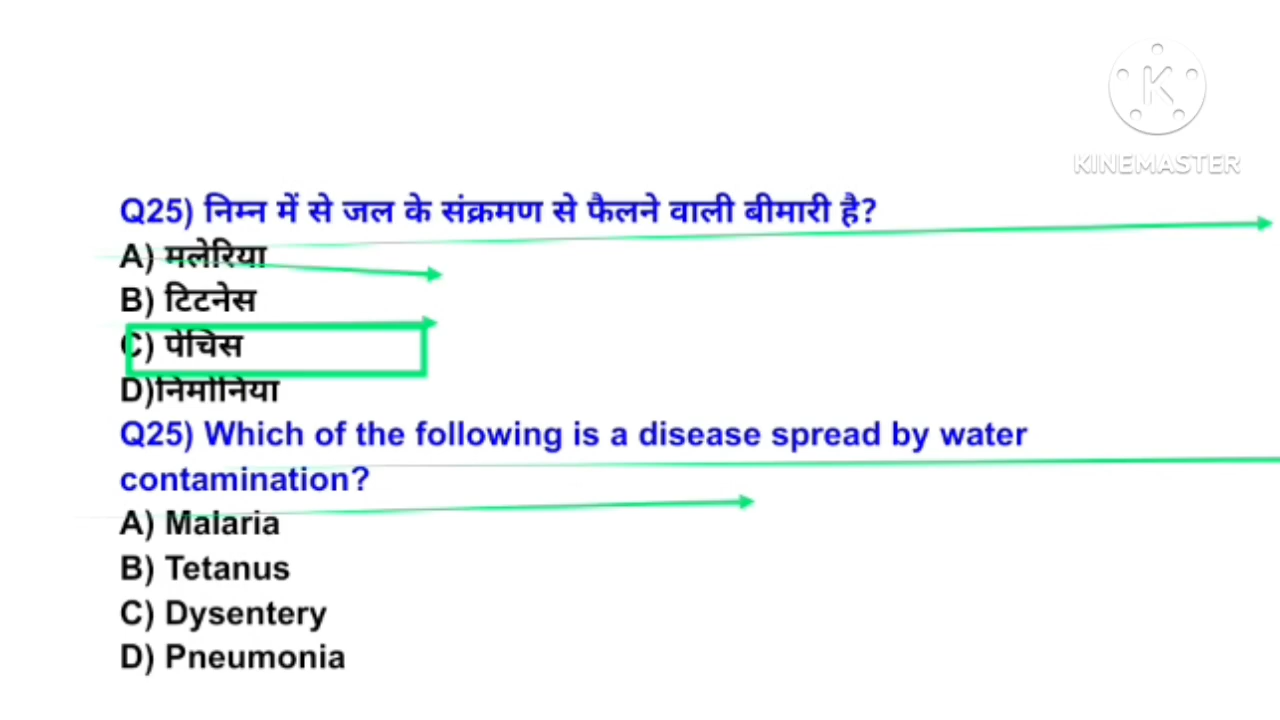 KINEMASTER
Q25) निम्न में से जल के संक्रमण से फैलने वाली बीमारी है?
A) मलेरिया
B) टिटनेस
C) पेचिस
D)निमोनिया
Q25) Which of the following is a disease spread by water
contamination?
A) Malaria
B) Tetanus
C) Dysentery
D) Pneumonia